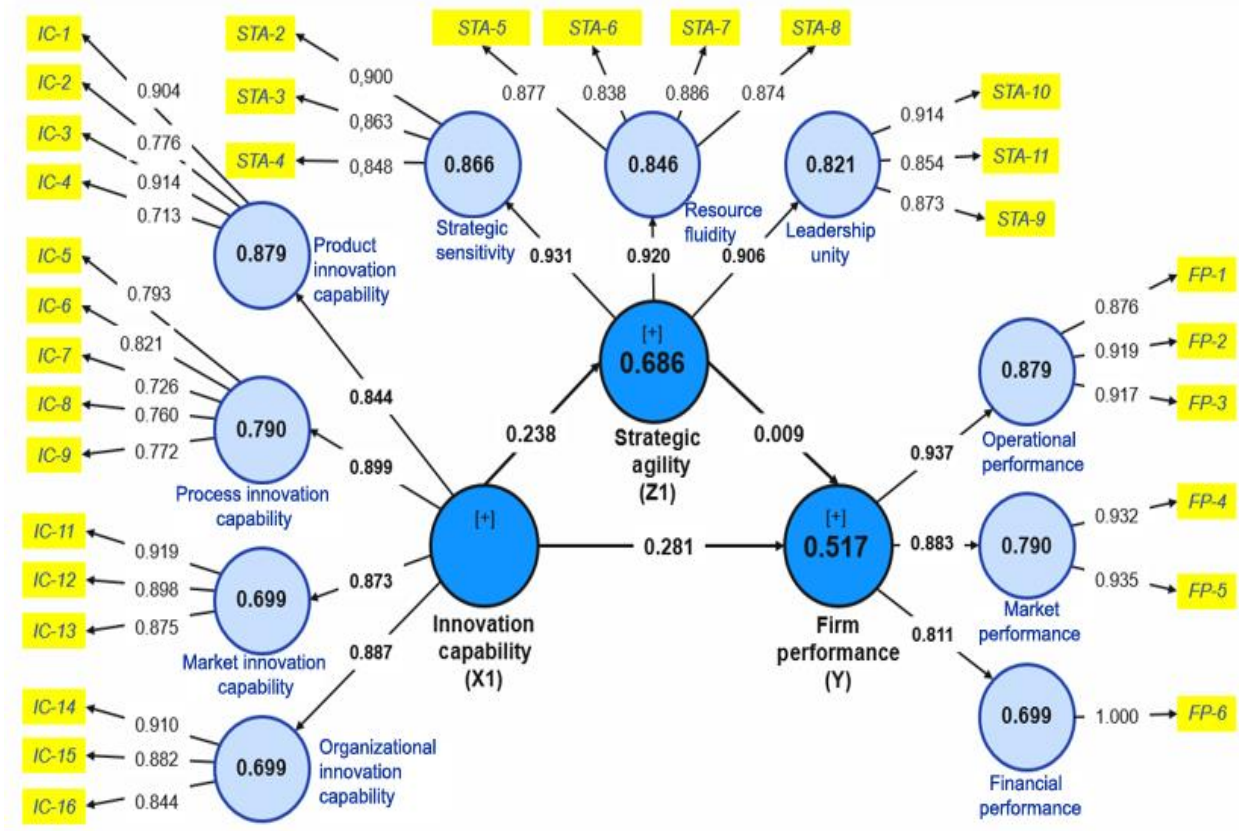 IC-1
IC-2
IC-3
IC-4
0.904
0.776
0.914
0.713
0.879
Product
innovation
capability
STA-2
STA-3
STA-4
0,900
0,863
0,848
0.866
Strategic
sensitivity
STA-5
STA-6
STA-7
STA-8
0.877
0.838
0.886
0.874
0.846
Resource
fluidity
STA-10
STA-11
STA-9
0.914
0.854
0.873
0.821
Leadership
unity
0.931
0.920
0.906
IC-5
IC-6
IC-7
IC-8
IC-9
0.793
0.821
0.726
0.760
0.772
0.790
Process innovation
capability
0.844
0.899
0.873
0.887
[+]
0.686
Strategic
agility
(Z1)
0.238
0.009
0.281
[+]
Innovation
capability
(X1)
[+]
0.517
Firm
performance
(Y)
0.937
0.883
0.811
FP-1
FP-2
FP-3
0.876
0.919
0.917
0.879
Operational
performance
FP-4
FP-5
0.932
0.935
0.790
Market
performance
FP-6
1.000
0.699
Financial
performance
IC-11
IC-12
IC-13
0.919
0.898
0.875
0.699
Market innovation
capability
IC-14
IC-15
IC-16
0.910
0.882
0.844
0.699
Organizational
innovation
capability